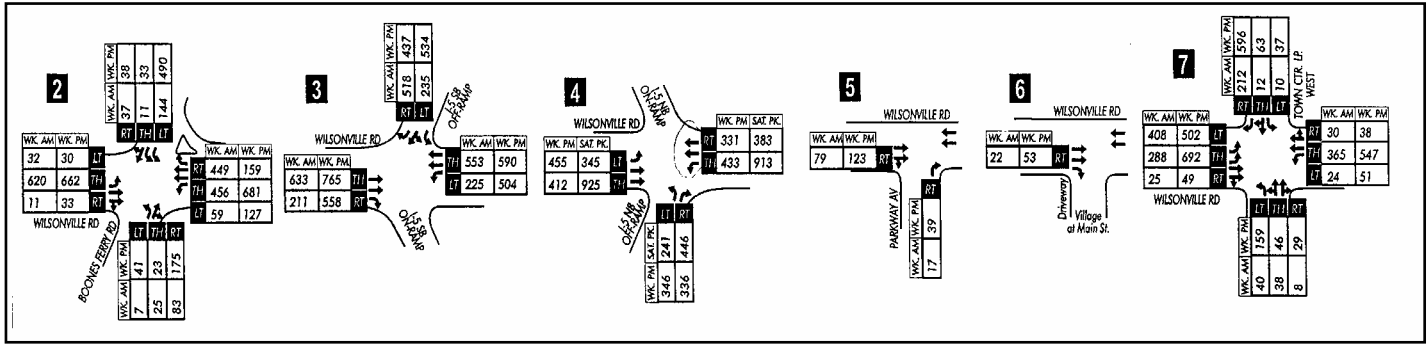 2
WK. AM WK. PM
37 38 RT
11 33 TH
144 490 LT
WK. AM WK. PM
32 30 LT
620 662 TH
11 33 RT
WILSONVILLE RD
WK. AM WK. PM
RT 449 159
TH 456 681
LT 59 127
BOONES FERRY RD
LT TH RT
WK. PM 41 23 175
WK. AM 7 25 83
3
WK. AM WK. PM
518 437 RT
235 534 LT
I-5 SB
OFF-RAMP
WILSONVILLE RD
WK. AM WK. PM
633 765 TH
211 558 RT
WK. AM WK. PM
TH 553 590
LT 225 504
I-5 SB
ON-RAMP
4
I-5 NB
ON-RAMP
WILSONVILLE RD
WK. PM SAT. PK.
455 345 LT
412 925 TH
WK. PM SAT. PK.
RT 331 383
TH 433 913
I-5 NB
OFF-RAMP
LT RT
SAT. PK. 241 446
WK. PM 346 336
5
WILSONVILLE RD
WK. AM WK. PM
79 123 RT
PARKWAY AV
RT
WK. PM 39
WK. AM 17
6
WILSONVILLE RD
WK. AM WK. PM
22 53 RT
Driveway
Village
at Main St.
7
WK. AM WK. PM
212 596 RT
12 63 TH
10 37 LT
TOWN CTR. LP.
WEST
WK. AM WK. PM
408 502 LT
288 692 TH
25 49 RT
WILSONVILLE RD
WK. AM WK. PM
RT 30 38
TH 365 547
LT 24 51
LT TH RT
WK. PM 159 46 29
WK. AM 40 38 8